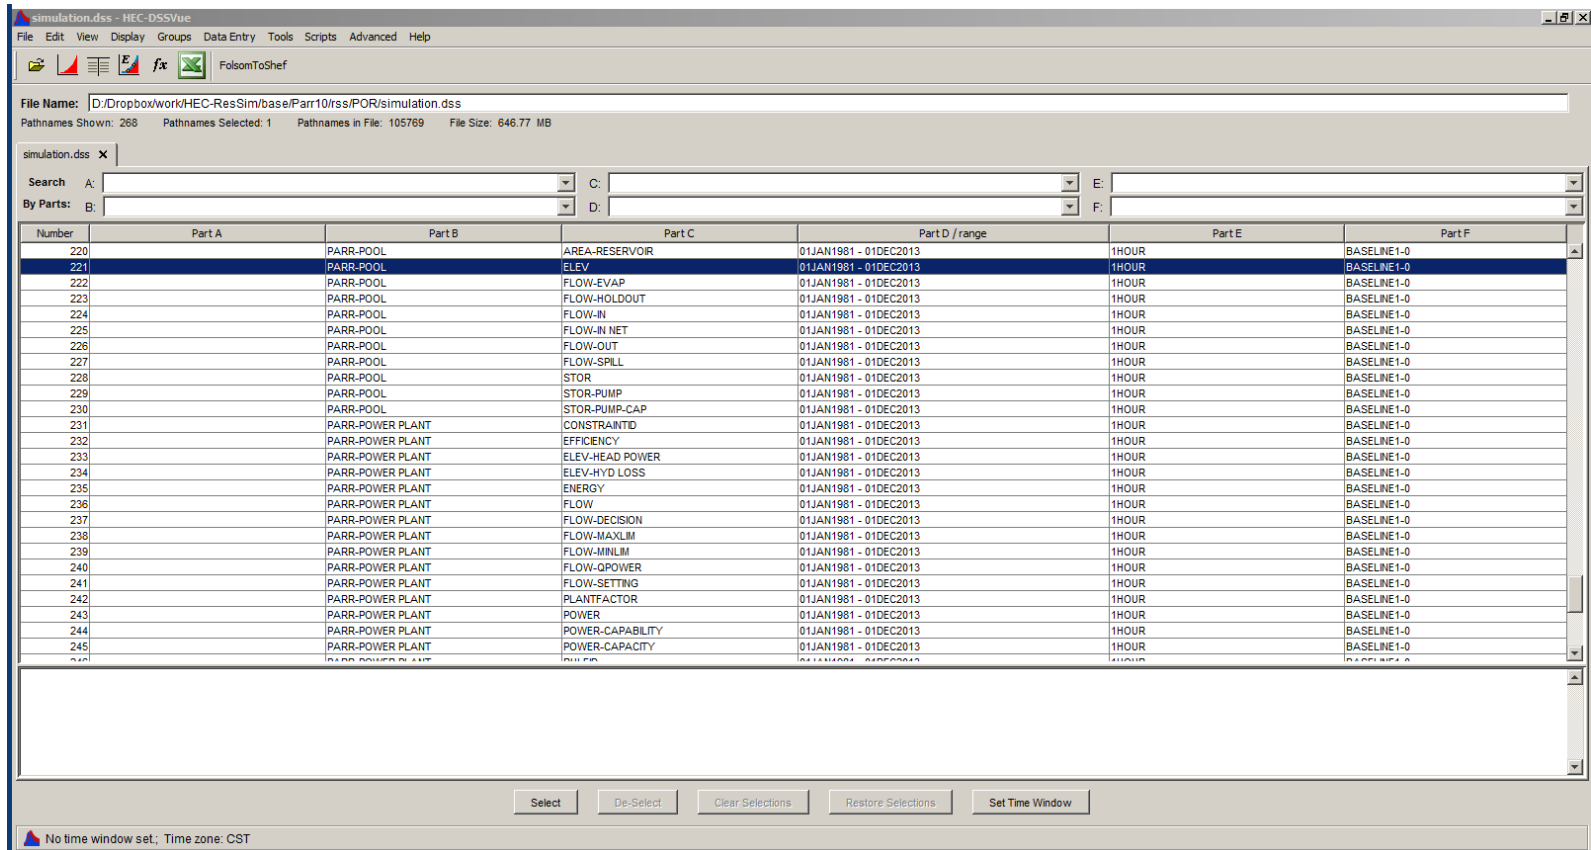 simulation.dss - HEC-DSSVue
File Edit View Display Groups Data Entry Tools Scripts Advanced Help
E fx FolsomToShef
File Name: D:/Dropbox/work/HEC-ResSim/base/Parr10/rss/POR/simulation.dss
Pathnames Shown: 268 Pathnames Selected: 1 Pathnames in File: 105769 File Size: 646.77 MB
simulation.dss
Search A: C: E:
By Parts: B: D: F:
Number Part A Part B Part C Part D / range Part E Part F
220 PARR-POOL AREA-RESERVOIR 01JAN1981 - 01DEC2013 1HOUR BASELINE1-0
221 PARR-POOL ELEV 01JAN1981 - 01DEC2013 1HOUR BASELINE1-0
222 PARR-POOL FLOW-EVAP 01JAN1981 - 01DEC2013 1HOUR BASELINE1-0
223 PARR-POOL FLOW-HOLDOUT 01JAN1981 - 01DEC2013 1HOUR BASELINE1-0
224 PARR-POOL FLOW-IN 01JAN1981 - 01DEC2013 1HOUR BASELINE1-0
225 PARR-POOL FLOW-IN NET 01JAN1981 - 01DEC2013 1HOUR BASELINE1-0
226 PARR-POOL FLOW-OUT 01JAN1981 - 01DEC2013 1HOUR BASELINE1-0
227 PARR-POOL FLOW-SPILL 01JAN1981 - 01DEC2013 1HOUR BASELINE1-0
228 PARR-POOL STOR 01JAN1981 - 01DEC2013 1HOUR BASELINE1-0
229 PARR-POOL STOR-PUMP 01JAN1981 - 01DEC2013 1HOUR BASELINE1-0
230 PARR-POOL STOR-PUMP-CAP 01JAN1981 - 01DEC2013 1HOUR BASELINE1-0
231 PARR-POWER PLANT CONSTRAINTID 01JAN1981 - 01DEC2013 1HOUR BASELINE1-0
232 PARR-POWER PLANT EFFICIENCY 01JAN1981 - 01DEC2013 1HOUR BASELINE1-0
233 PARR-POWER PLANT ELEV-HEAD POWER 01JAN1981 - 01DEC2013 1HOUR BASELINE1-0
234 PARR-POWER PLANT ELEV-HYD LOSS 01JAN1981 - 01DEC2013 1HOUR BASELINE1-0
235 PARR-POWER PLANT ENERGY 01JAN1981 - 01DEC2013 1HOUR BASELINE1-0
236 PARR-POWER PLANT FLOW 01JAN1981 - 01DEC2013 1HOUR BASELINE1-0
237 PARR-POWER PLANT FLOW-DECISION 01JAN1981 - 01DEC2013 1HOUR BASELINE1-0
238 PARR-POWER PLANT FLOW-MAXLIM 01JAN1981 - 01DEC2013 1HOUR BASELINE1-0
239 PARR-POWER PLANT FLOW-MINLIM 01JAN1981 - 01DEC2013 1HOUR BASELINE1-0
240 PARR-POWER PLANT FLOW-QPOWER 01JAN1981 - 01DEC2013 1HOUR BASELINE1-0
241 PARR-POWER PLANT FLOW-SETTING 01JAN1981 - 01DEC2013 1HOUR BASELINE1-0
242 PARR-POWER PLANT PLANTFACTOR 01JAN1981 - 01DEC2013 1HOUR BASELINE1-0
243 PARR-POWER PLANT POWER 01JAN1981 - 01DEC2013 1HOUR BASELINE1-0
244 PARR-POWER PLANT POWER-CAPABILITY 01JAN1981 - 01DEC2013 1HOUR BASELINE1-0
245 PARR-POWER PLANT POWER-CAPACITY 01JAN1981 - 01DEC2013 1HOUR BASELINE1-0
Select De-Select Clear Selections Restore Selections Set Time Window
No time window set.; Time zone: CST